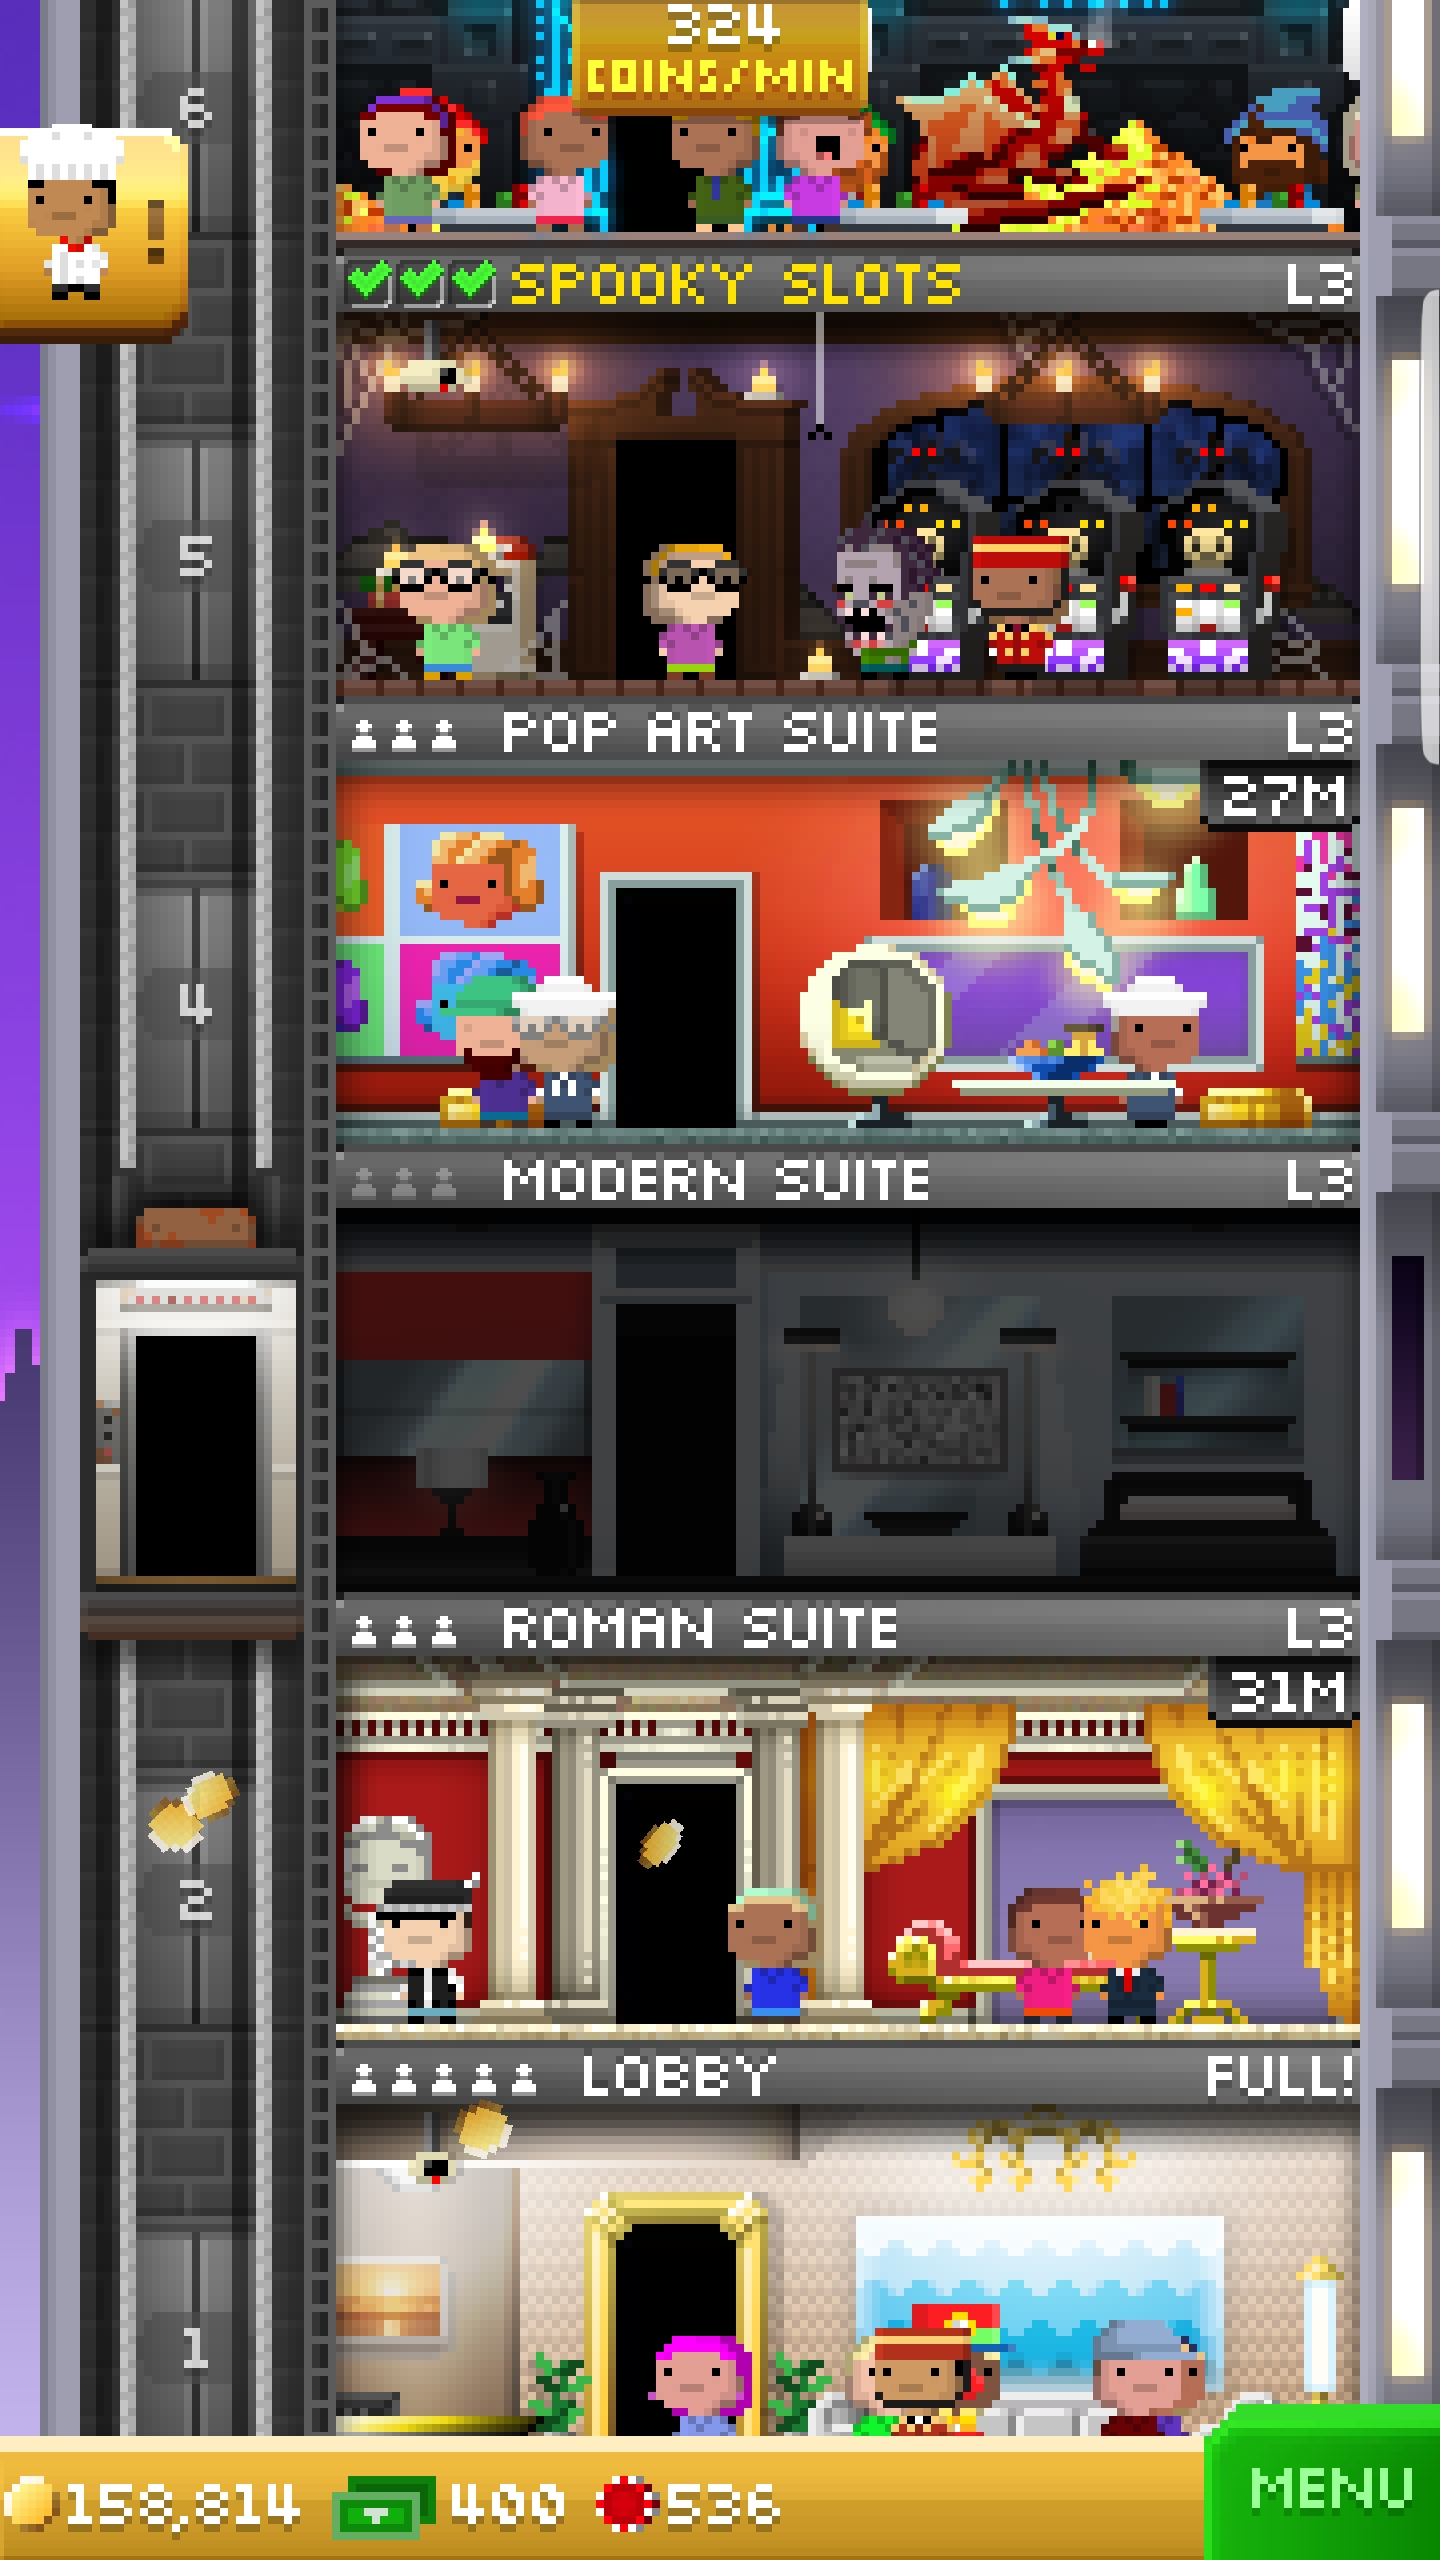 324
COINS/MIN
6
!
SPOOKY SLOTS L3
5
POP ART SUITE L3
27M
4
MODERN SUITE L3
ROMAN SUITE L3
31M
2
LOBBY FULL!
1
158,814 400 536 MENU